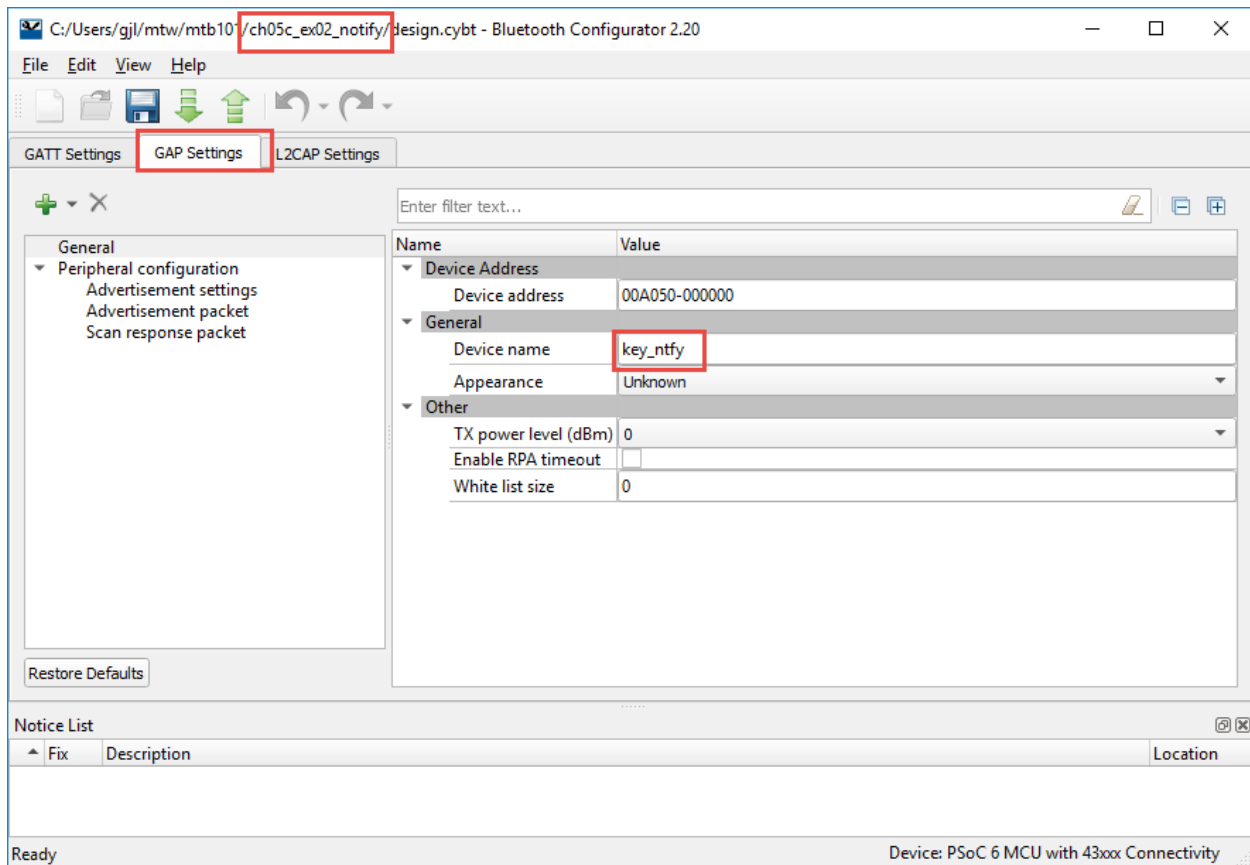 C:/Users/gjl/mtw/mtb101/ch05c_ex02_notify/design.cybt - Bluetooth Configurator 2.20
File Edit View Help
GATT Settings GAP Settings L2CAP Settings
Enter filter text...
General
Peripheral configuration
Advertisement settings
Advertisement packet
Scan response packet
Name Value
Device Address
Device address 00A050-000000
General
Device name key_ntfy
Appearance Unknown
Other
TX power level (dBm) 0
Enable RPA timeout
White list size 0
Restore Defaults
Notice List
Fix Description Location
Ready Device: PSoC 6 MCU with 43xxx Connectivity